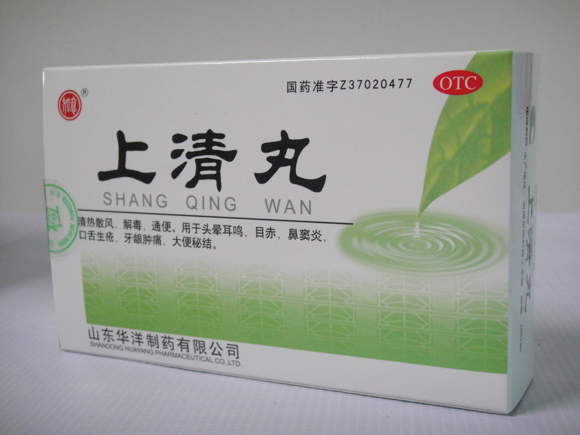 国药准字Z37020477
OTC
上清丸
SHANG QING WAN
清热散风、解毒、通便。用于头晕耳鸣、目赤、鼻窦炎、
口舌生疮、牙龈肿痛、大便秘结。
山东华洋制药有限公司
SHANDONG HUAYANG PHARMACEUTICAL CO.,LTD.